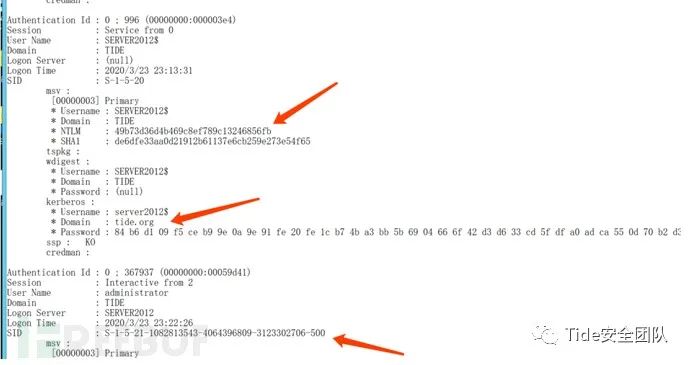 credman :
Authentication Id : 0 ; 996 (00000000:000003e4)
Session : Service from 0
User Name : SERVER2012$
Domain : TIDE
Logon Server : (null)
Logon Time : 2020/3/23 23:13:31
SID : S-1-5-20
msv :
[00000003] Primary
* Username : SERVER2012$
* Domain : TIDE
* NTLM : 49b73d36d4b469c8ef789c13246856fb
* SHA1 : de6dfe33aa0d21912b61137e6cb259e273e54f65
tspkg :
wdigest :
* Username : SERVER2012$
* Domain : TIDE
* Password : (null)
kerberos :
* Username : server2012$
* Domain : tide.org
* Password : 84 b6 d1 09 f5 ce b9 9e 0a 9e 91 fe 20 fe 1c b7 4b a3 bb 5b 69 04 66 6f 42 d3 d6 33 cd 5f df a0 ad ca 55 0d 70 b2 d3
ssp : KO
credman :
Authentication Id : 0 ; 367937 (00000000:00059d41)
Session : Interactive from 2
User Name : administrator
Domain : TIDE
Logon Server : SERVER2012
Logon Time : 2020/3/23 23:22:26
SID : S-1-5-21-1082813543-4064396809-3123302706-500
msv :
[00000003] Primary
FREEBUF
Tide安全团队